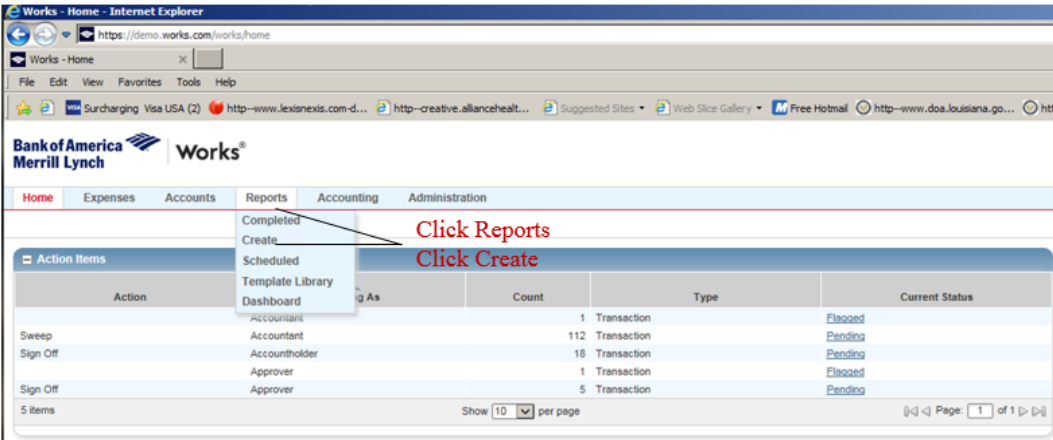 Works - Home - Internet Explorer
https://demo.works.com/works/home
Works - Home
File Edit View Favorites Tools Help
VISA Surcharging Visa USA (2) http--www.lexisnexis.com-d... http--creative.alliancehealt... Suggested Sites Web Slice Gallery Free Hotmail http--www.doa.louisiana.go... htt
Bank of America
Merrill Lynch
Works®
Home Expenses Accounts Reports Accounting Administration
Completed
Create
Scheduled
Template Library
Dashboard
Click Reports
Click Create
Action Items
Action g As Count Type Current Status
Accountant 1 Transaction Flagged
Sweep Accountant 112 Transaction Pending
Sign Off Accountholder 18 Transaction Pending
Approver 1 Transaction Flagged
Sign Off Approver 5 Transaction Pending
5 items Show 10 per page Page: 1 of 1